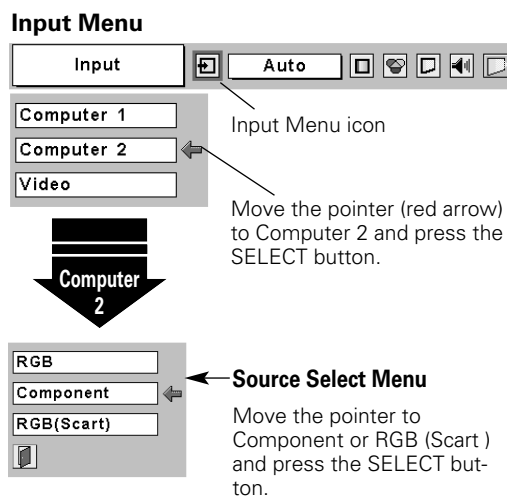 Input Menu
Input
Auto
Computer 1
Computer 2
Video
Input Menu icon
Move the pointer (red arrow)
to Computer 2 and press the
SELECT button.
Computer
2
RGB
Component
RGB(Scart)
Source Select Menu
Move the pointer to
Component or RGB (Scart )
and press the SELECT but-
ton.